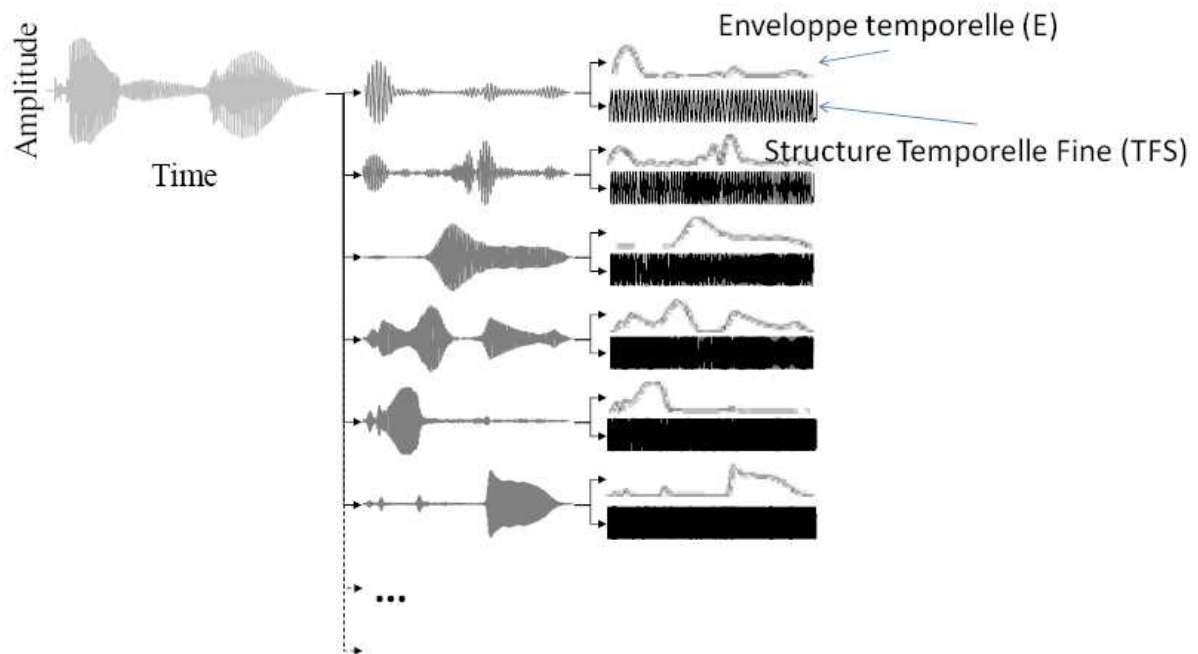 Enveloppe temporelle (E)
Amplitude
Structure Temporelle Fine (TFS)
Time
...